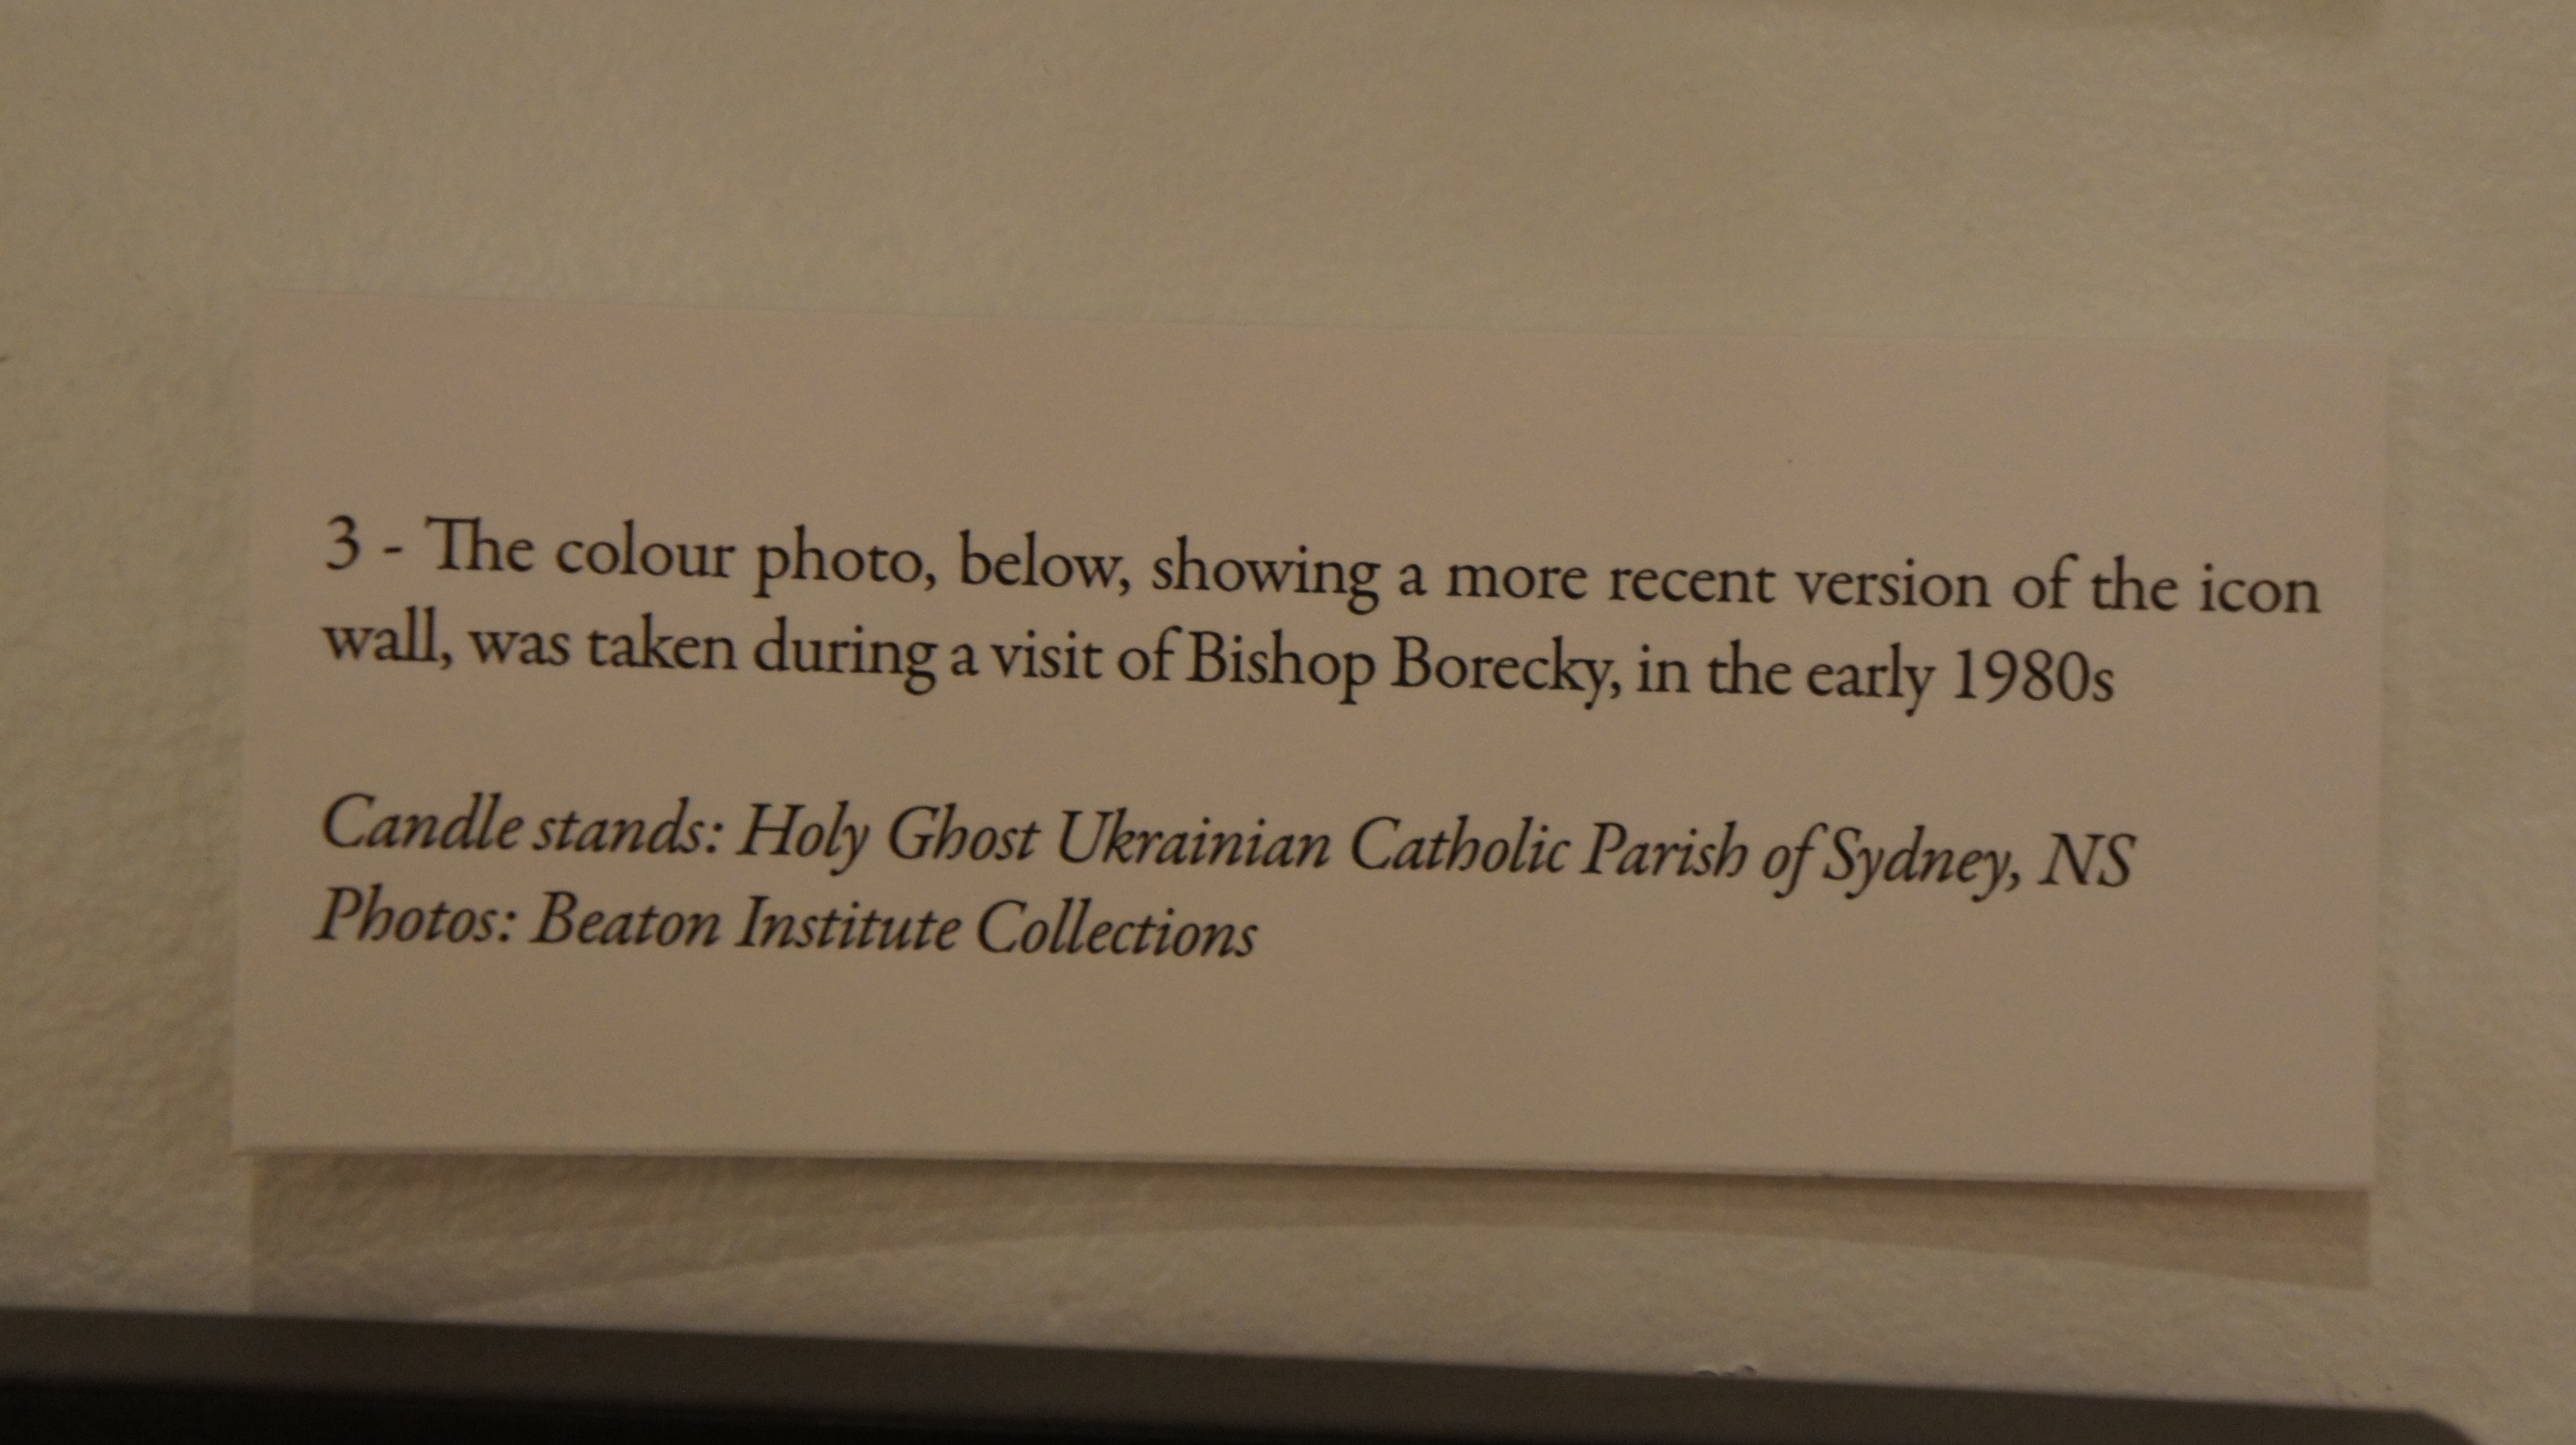 3 - The colour photo, below, showing a more recent version of the icon
wall, was taken during a visit of Bishop Borecky, in the early 1980s
Candle stands: Holy Ghost Ukrainian Catholic Parish of Sydney, NS
Photos: Beaton Institute Collections